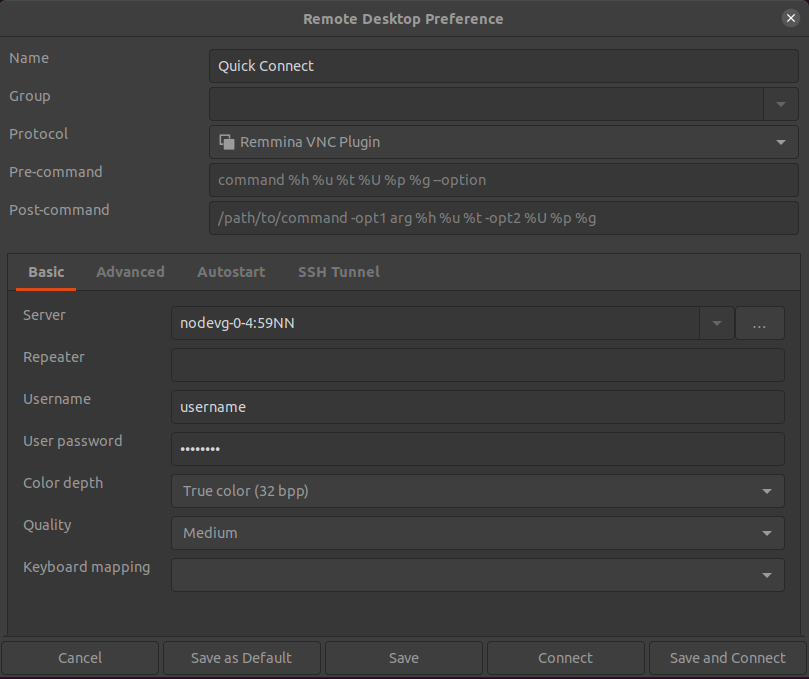 Remote Desktop Preference
Name
Quick Connect
Group
Protocol
Remmina VNC Plugin
Pre-command
command %h %u %t %U %p %g --option
Post-command
/path/to/command -opt1 arg %h %u %t -opt2 %U %p %g
Basic Advanced Autostart SSH Tunnel
Server
nodevg-0-4:59NN
...
Repeater
Username
username
User password
••••••••
Color depth
True color (32 bpp)
Quality
Medium
Keyboard mapping
Cancel Save as Default Save Connect Save and Connect